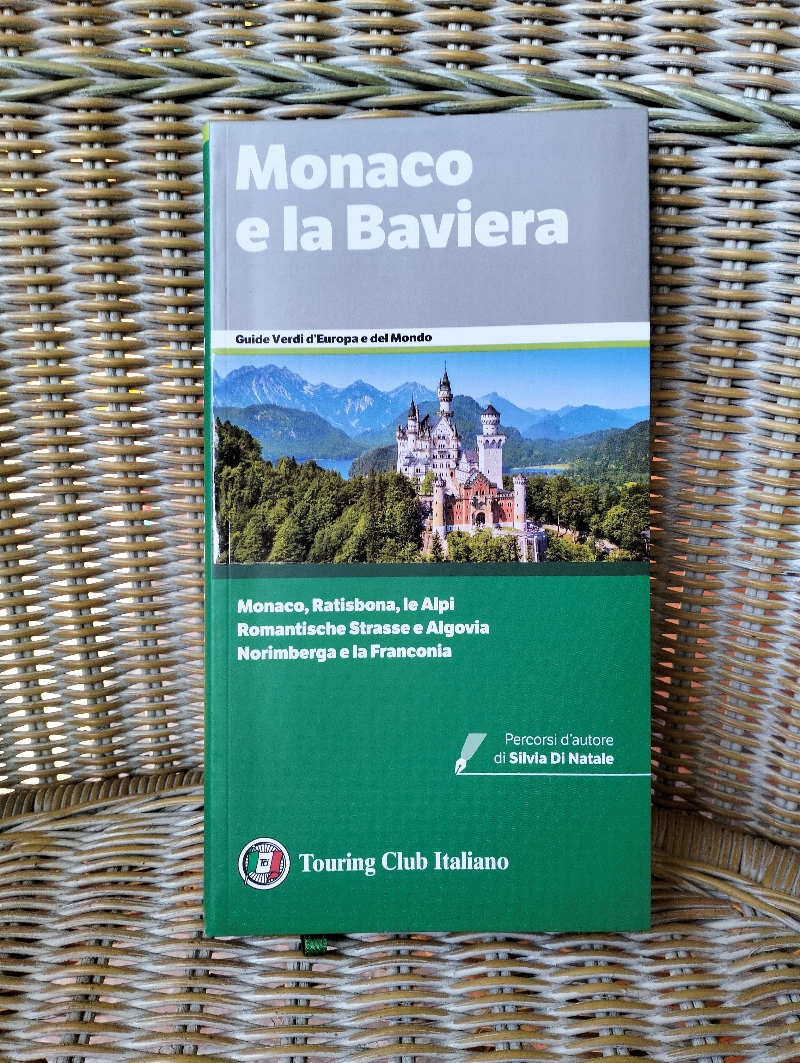 Monaco
e la Baviera
Guide Verdi d'Europa e del Mondo
Monaco, Ratisbona, le Alpi
Romantische Strasse e Algovia
Norimberga e la Franconia
Percorsi d'autore
di Silvia Di Natale
Touring Club Italiano